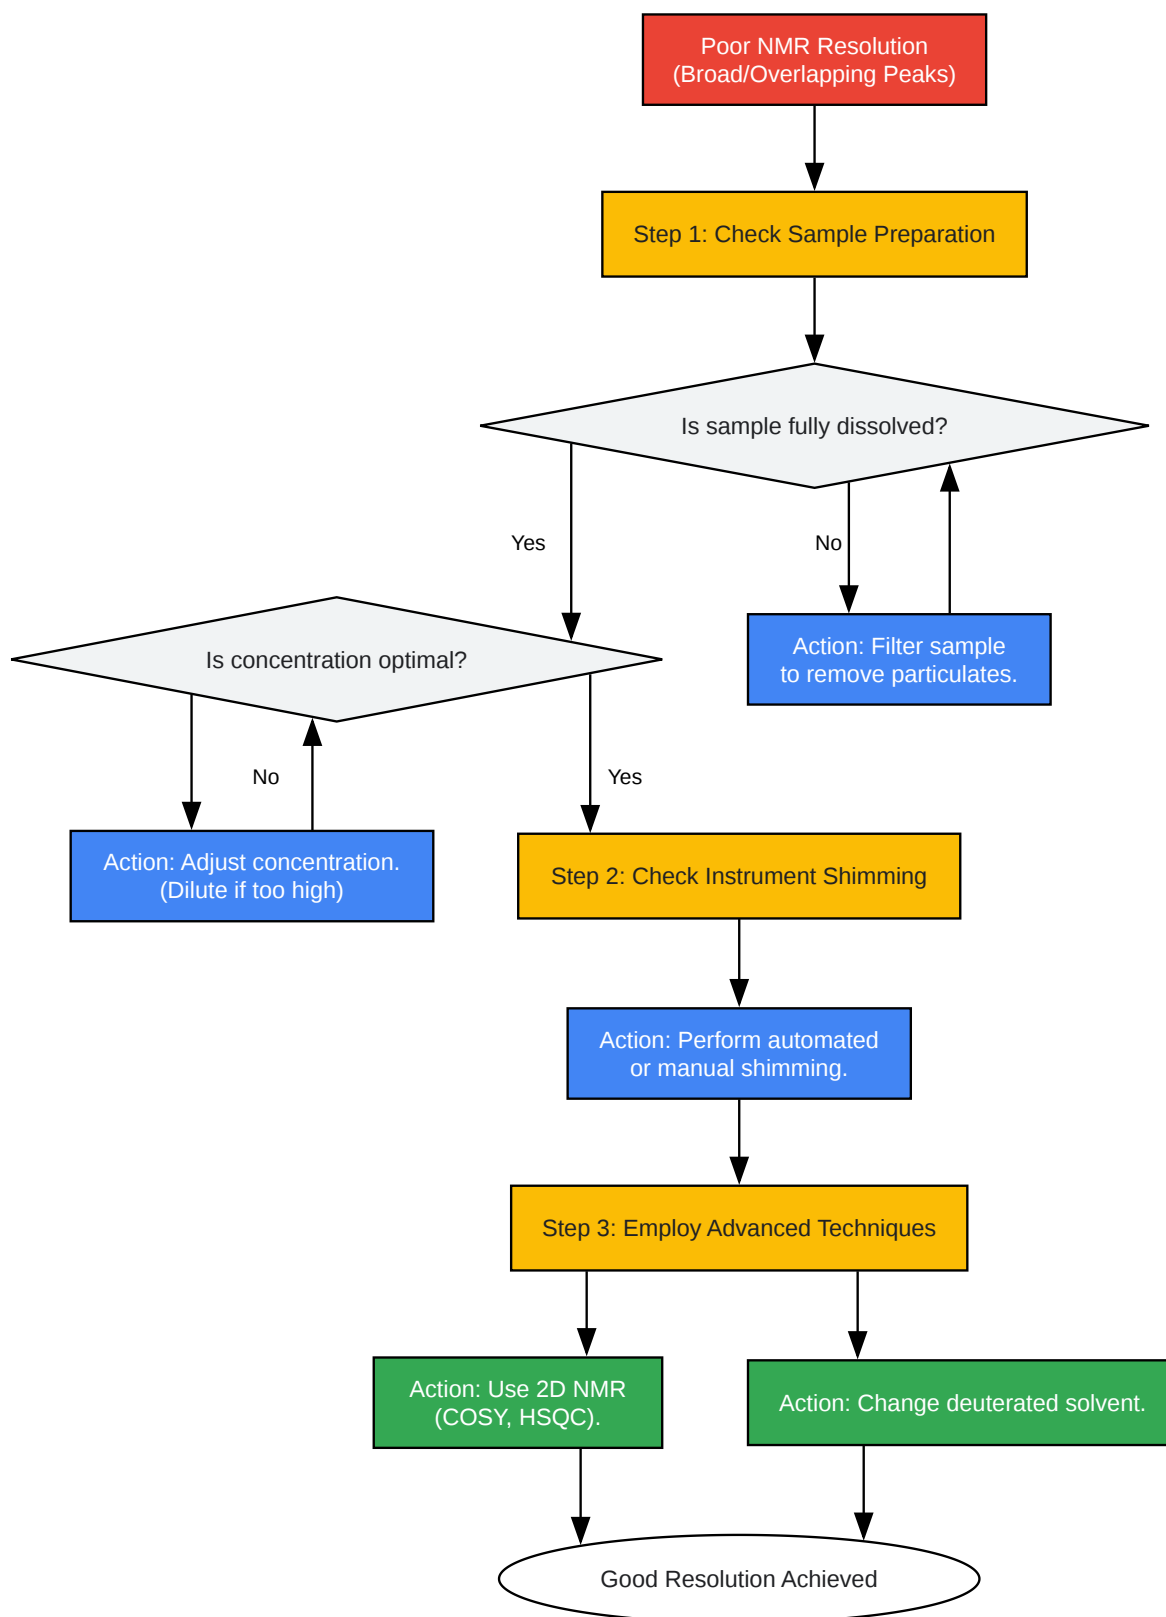 Poor NMR Resolution
(Broad/Overlapping Peaks)
Step 1: Check Sample Preparation
Is sample fully dissolved?
Yes
No
Action: Filter sample
to remove particulates.
Is concentration optimal?
No
Yes
Action: Adjust concentration.
(Dilute if too high)
Step 2: Check Instrument Shimming
Action: Perform automated
or manual shimming.
Step 3: Employ Advanced Techniques
Action: Use 2D NMR
(COSY, HSQC).
Action: Change deuterated solvent.
Good Resolution Achieved